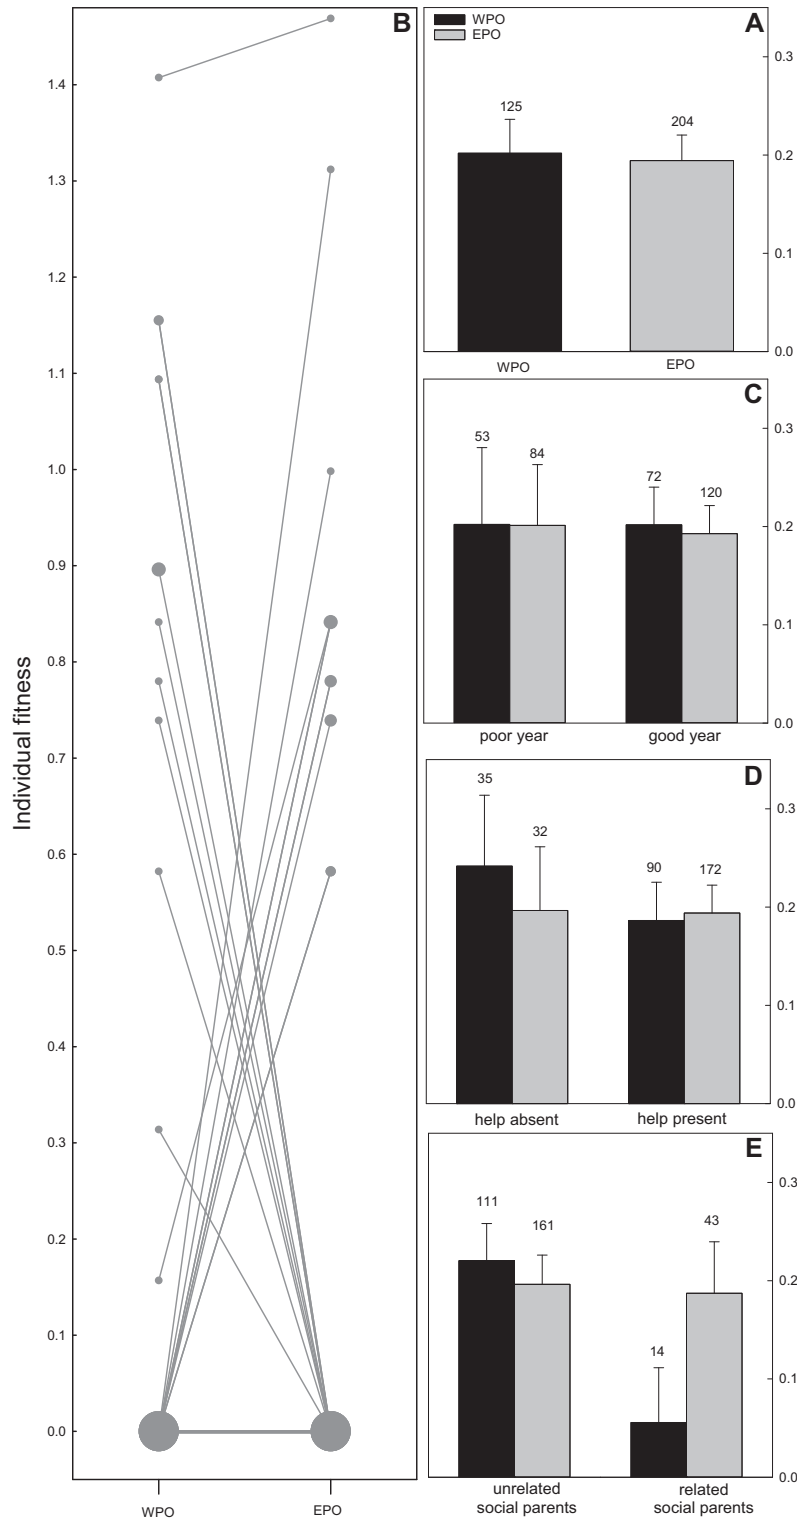 B
1.4
1.3
1.2
1.1
1.0
0.9
0.8
0.7
0.6
0.5
0.4
0.3
0.2
0.1
0.0
Individual fitness
WPO EPO
A
WPO
EPO
125 204
0.3
0.2
0.1
0.0
WPO EPO
C
53 84 72 120
0.3
0.2
0.1
0.0
poor year good year
D
35 32 90 172
0.3
0.2
0.1
0.0
help absent help present
E
111 161 14 43
0.3
0.2
0.1
0.0
unrelated related
social parents social parents